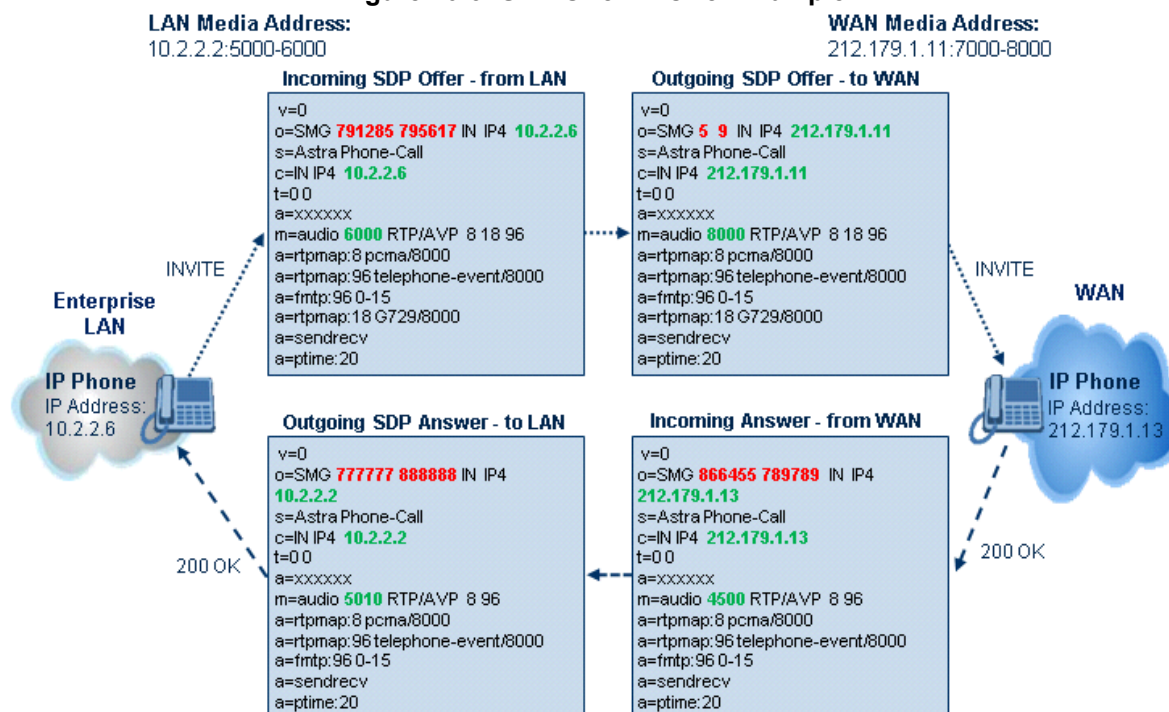 LAN Media Address:
10.2.2.2:5000-6000
WAN Media Address:
212.179.1.11:7000-8000
Incoming SDP Offer - from LAN
v=0
o=SMG 791285 795617 IN IP4 10.2.2.6
s=Astra Phone-Call
c=IN IP4 10.2.2.6
t=0 0
a=xxxxxx
m=audio 6000 RTP/AVP 8 18 96
a=rtpmap:8 pcma/8000
a=rtpmap:96 telephone-event/8000
a=fmtp:96 0-15
a=rtpmap:18 G729/8000
a=sendrecv
a=ptime:20
Outgoing SDP Offer - to WAN
v=0
o=SMG 5 9 IN IP4 212.179.1.11
s=Astra Phone-Call
c=IN IP4 212.179.1.11
t=0 0
a=xxxxxx
m=audio 8000 RTP/AVP 8 18 96
a=rtpmap:8 pcma/8000
a=rtpmap:96 telephone-event/8000
a=fmtp:96 0-15
a=rtpmap:18 G729/8000
a=sendrecv
a=ptime:20
INVITE
INVITE
Enterprise
LAN
IP Phone
IP Address:
10.2.2.6
WAN
IP Phone
IP Address:
212.179.1.13
Outgoing SDP Answer - to LAN
v=0
o=SMG 777777 888888 IN IP4
10.2.2.2
s=Astra Phone-Call
c=IN IP4 10.2.2.2
t=0 0
a=xxxxxx
m=audio 5010 RTP/AVP 8 96
a=rtpmap:8 pcma/8000
a=rtpmap:96 telephone-event/8000
a=fmtp:96 0-15
a=sendrecv
a=ptime:20
Incoming Answer - from WAN
v=0
o=SMG 866455 789789 IN IP4
212.179.1.13
s=Astra Phone-Call
c=IN IP4 212.179.1.13
t=0 0
a=xxxxxx
m=audio 4500 RTP/AVP 8 96
a=rtpmap:8 pcma/8000
a=rtpmap:96 telephone-event/8000
a=fmtp:96 0-15
a=sendrecv
a=ptime:20
200 OK
200 OK